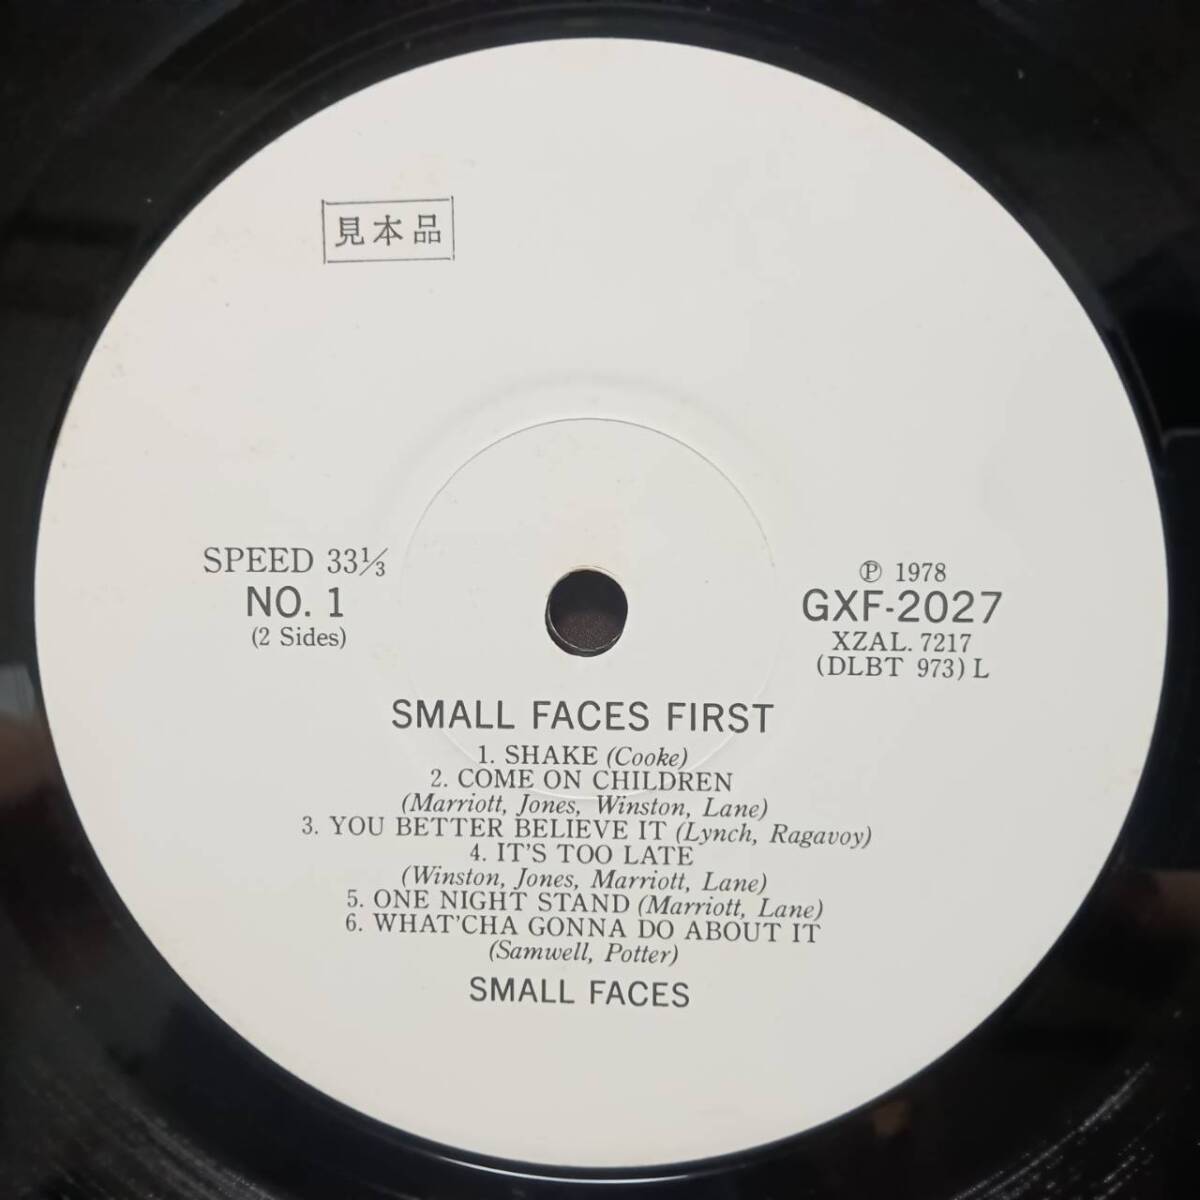 見本品
SPEED 33⅓
NO. 1
(2 Sides)
Ⓟ 1978
GXF-2027
XZAL. 7217
(DLBT 973) L
SMALL FACES FIRST
1. SHAKE (Cooke)
2. COME ON CHILDREN
(Marriott, Jones, Winston, Lane)
3. YOU BETTER BELIEVE IT (Lynch, Ragavoy)
4. IT'S TOO LATE
(Winston, Jones, Marriott, Lane)
5. ONE NIGHT STAND (Marriott, Lane)
6. WHAT'CHA GONNA DO ABOUT IT
(Samwell, Potter)
SMALL FACES